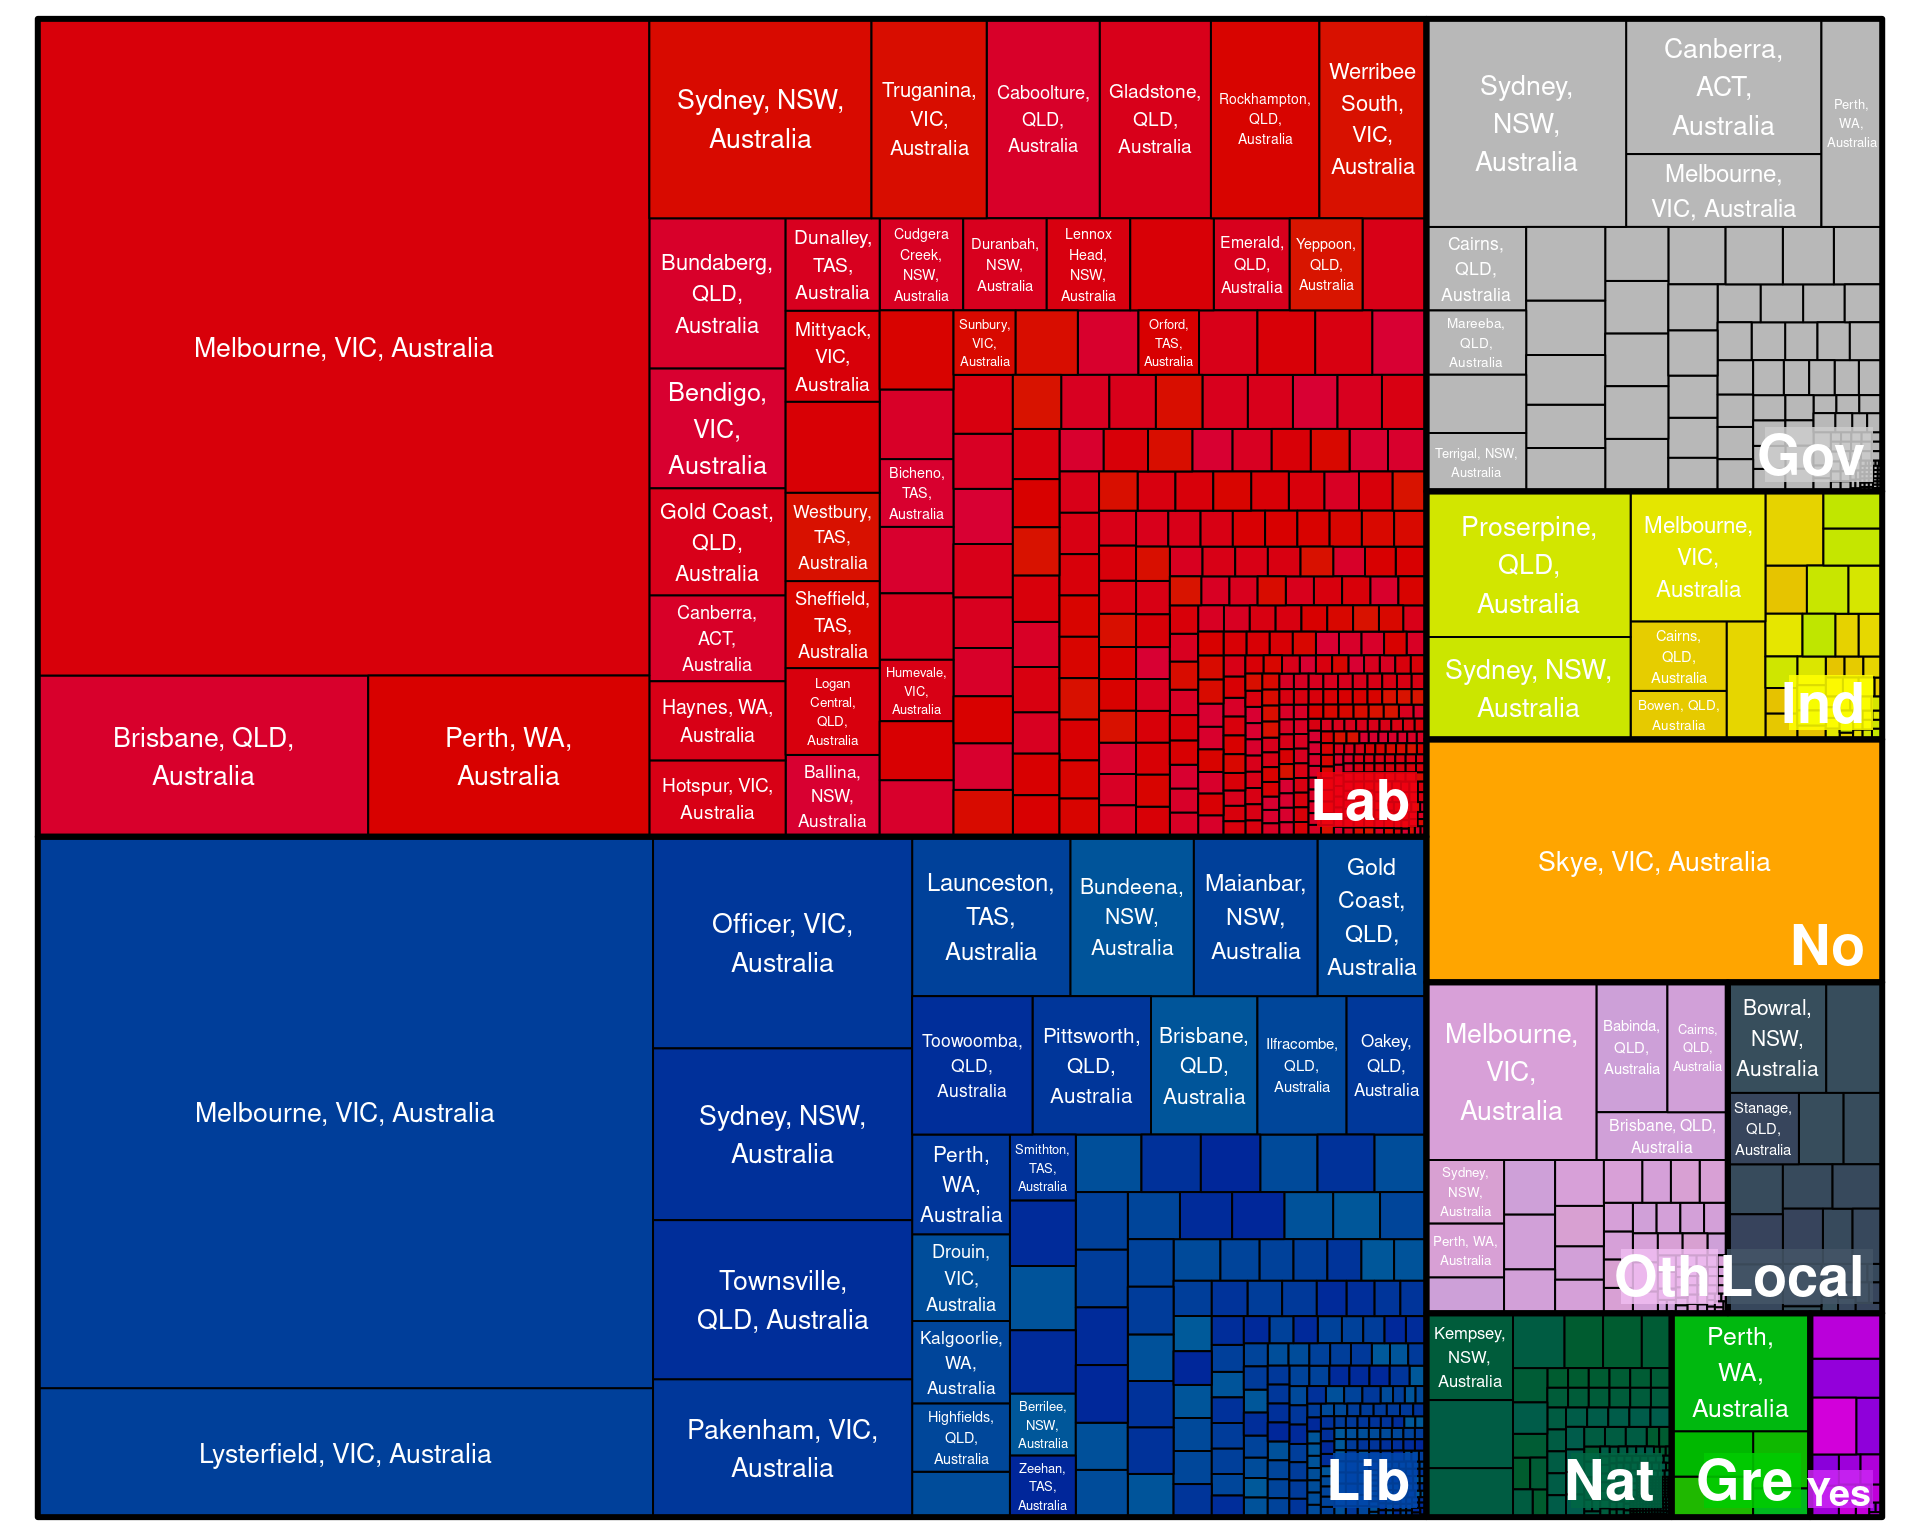 Melbourne, VIC, Australia
Brisbane, QLD,
Australia
Perth, WA,
Australia
Sydney, NSW,
Australia
Truganina,
VIC,
Australia
Caboolture,
QLD,
Australia
Gladstone,
QLD,
Australia
Rockhampton,
QLD,
Australia
Werribee
South,
VIC,
Australia
Bundaberg,
QLD,
Australia
Bendigo,
VIC,
Australia
Gold Coast,
QLD,
Australia
Canberra,
ACT,
Australia
Haynes, WA,
Australia
Hotspur, VIC,
Australia
Dunalley,
TAS,
Australia
Mittyack,
VIC,
Australia
Westbury,
TAS,
Australia
Sheffield,
TAS,
Australia
Logan
Central,
QLD,
Australia
Ballina,
NSW,
Australia
Cudgera
Creek,
NSW,
Australia
Duranbah,
NSW,
Australia
Lennox
Head,
NSW,
Australia
Emerald,
QLD,
Australia
Yeppoon,
QLD,
Australia
Sunbury,
VIC,
Australia
Orford,
TAS,
Australia
Bicheno,
TAS,
Australia
Humevale,
VIC,
Australia
Lab
Melbourne, VIC, Australia
Lysterfield, VIC, Australia
Officer, VIC,
Australia
Sydney, NSW,
Australia
Townsville,
QLD, Australia
Pakenham, VIC,
Australia
Launceston,
TAS,
Australia
Bundeena,
NSW,
Australia
Maianbar,
NSW,
Australia
Gold
Coast,
QLD,
Australia
Toowoomba,
QLD,
Australia
Pittsworth,
QLD,
Australia
Brisbane,
QLD,
Australia
Ilfracombe,
QLD,
Australia
Oakey,
QLD,
Australia
Perth,
WA,
Australia
Drouin,
VIC,
Australia
Kalgoorlie,
WA,
Australia
Highfields,
QLD,
Australia
Smithton,
TAS,
Australia
Berrilee,
NSW,
Australia
Zeehan,
TAS,
Australia
Lib
Sydney,
NSW,
Australia
Canberra,
ACT,
Australia
Melbourne,
VIC, Australia
Perth,
WA,
Australia
Cairns,
QLD,
Australia
Mareeba,
QLD,
Australia
Terrigal, NSW,
Australia
Gov
Proserpine,
QLD,
Australia
Sydney, NSW,
Australia
Melbourne,
VIC,
Australia
Cairns,
QLD,
Australia
Bowen, QLD,
Australia
Ind
Skye, VIC, Australia
No
Melbourne,
VIC,
Australia
Babinda,
QLD,
Australia
Cairns,
QLD,
Australia
Brisbane, QLD,
Australia
Sydney,
NSW,
Australia
Perth, WA,
Australia
Oth
Bowral,
NSW,
Australia
Stanage,
QLD,
Australia
Local
Kempsey,
NSW,
Australia
Nat
Perth,
WA,
Australia
Gre
Yes